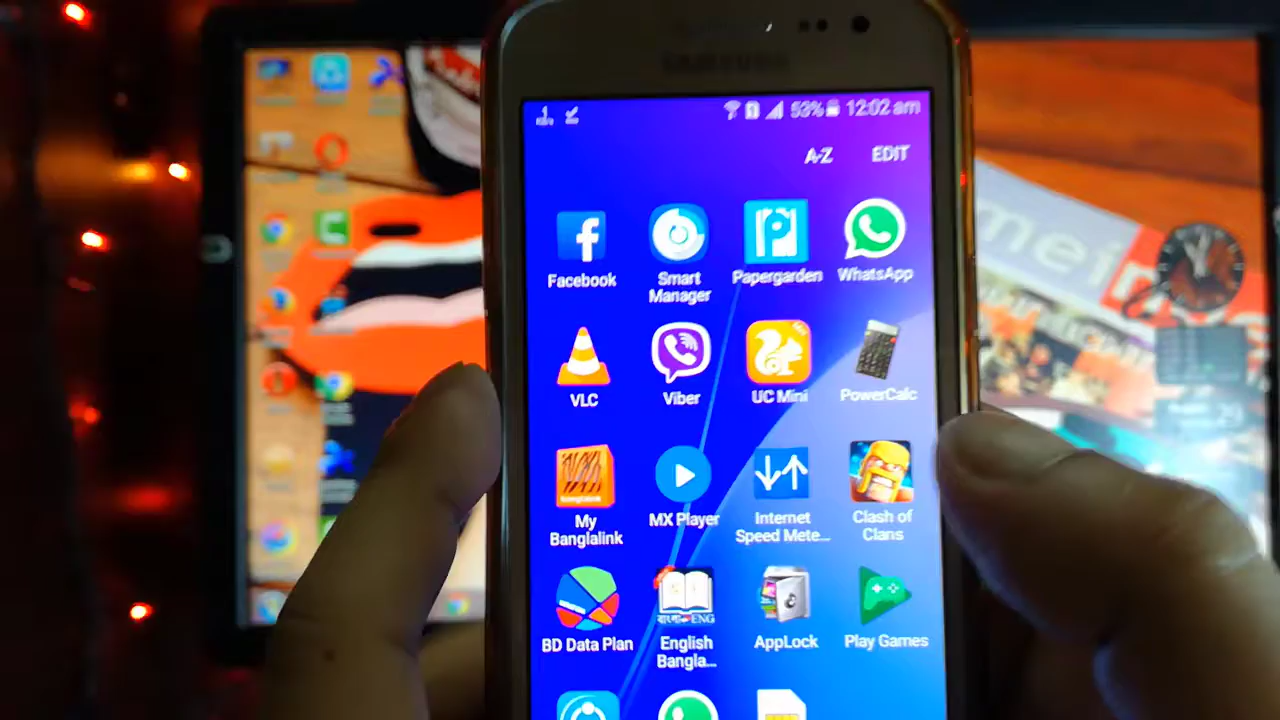 SAMSUNG
53% 12:02 am
A-Z EDIT
Facebook
Smart
Manager
Papergarden
WhatsApp
VLC
Viber
UC Mini
PowerCalc
My
Banglalink
MX Player
Internet
Speed Mete...
Clash of
Clans
BD Data Plan
English
Bangla...
AppLock
Play Games